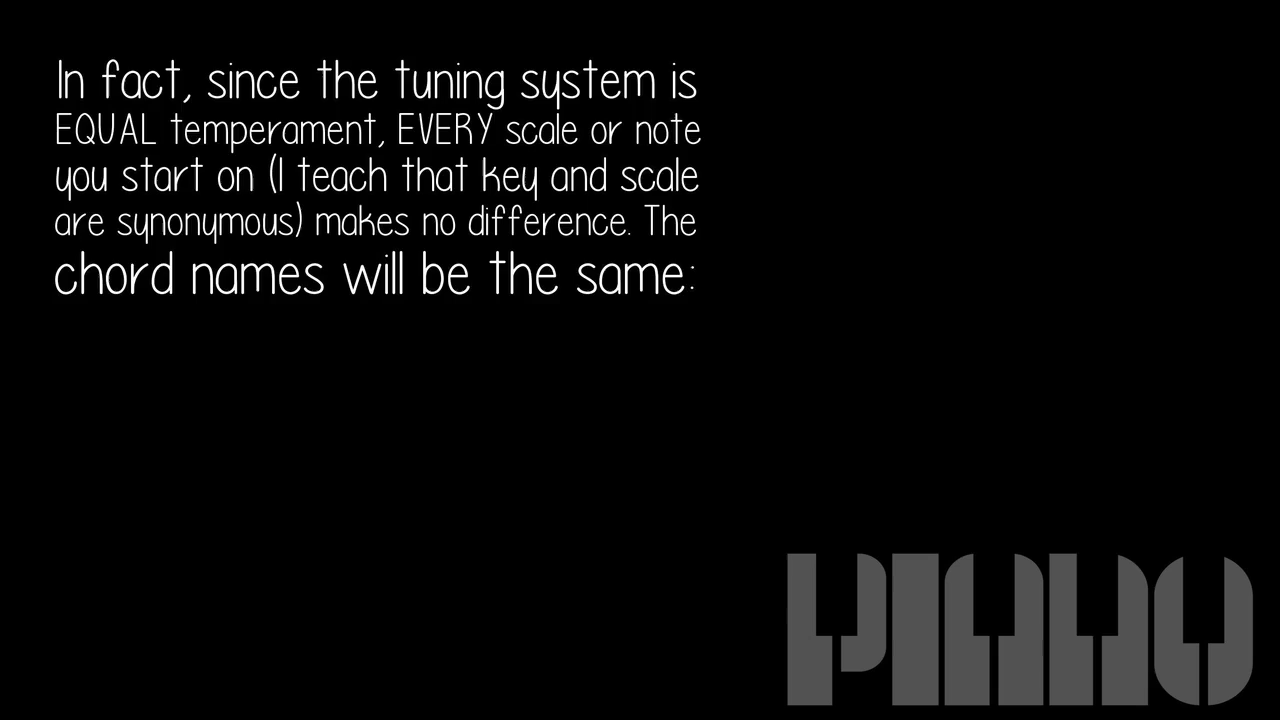 In fact, since the tuning system is
EQUAL temperament, EVERY scale or note
you start on (I teach that key and scale
are synonymous) makes no difference. The
chord names will be the same:
PIANO